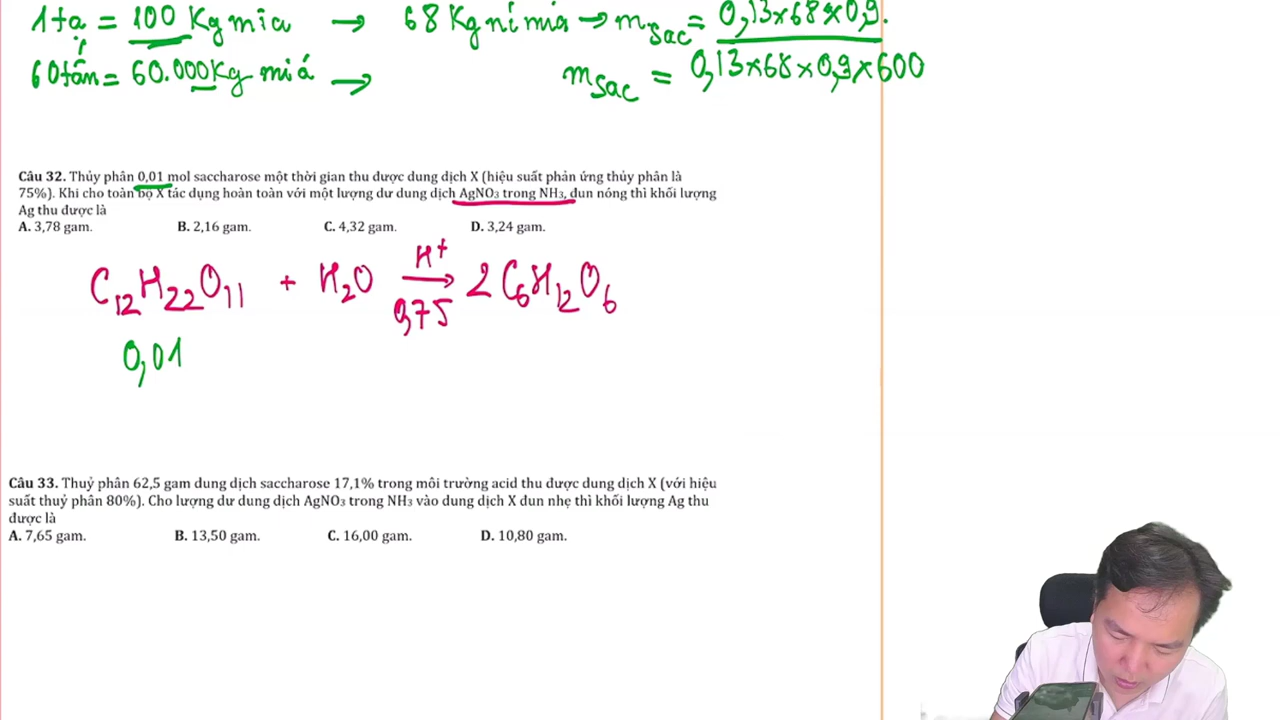 1 tạ = 100 Kg mía → 68 Kg nc mía → msac = 0,13×68×0,9.
60 tấn = 60.000Kg miá → msac = 0,13×68×0,9×600
Câu 32. Thủy phân 0,01 mol saccharose một thời gian thu được dung dịch X (hiệu suất phản ứng thủy phân là
75%). Khi cho toàn bộ X tác dụng hoàn toàn với một lượng dư dung dịch AgNO₃ trong NH₃, đun nóng thì khối lượng
Ag thu được là
A. 3,78 gam. B. 2,16 gam. C. 4,32 gam. D. 3,24 gam.
H⁺
C₁₂H₂₂O₁₁ + H₂O → 2 C₆H₁₂O₆
0,75
0,01
Câu 33. Thuỷ phân 62,5 gam dung dịch saccharose 17,1% trong môi trường acid thu được dung dịch X (với hiệu
suất thuỷ phân 80%). Cho lượng dư dung dịch AgNO₃ trong NH₃ vào dung dịch X đun nhẹ thì khối lượng Ag thu
được là
A. 7,65 gam. B. 13,50 gam. C. 16,00 gam. D. 10,80 gam.